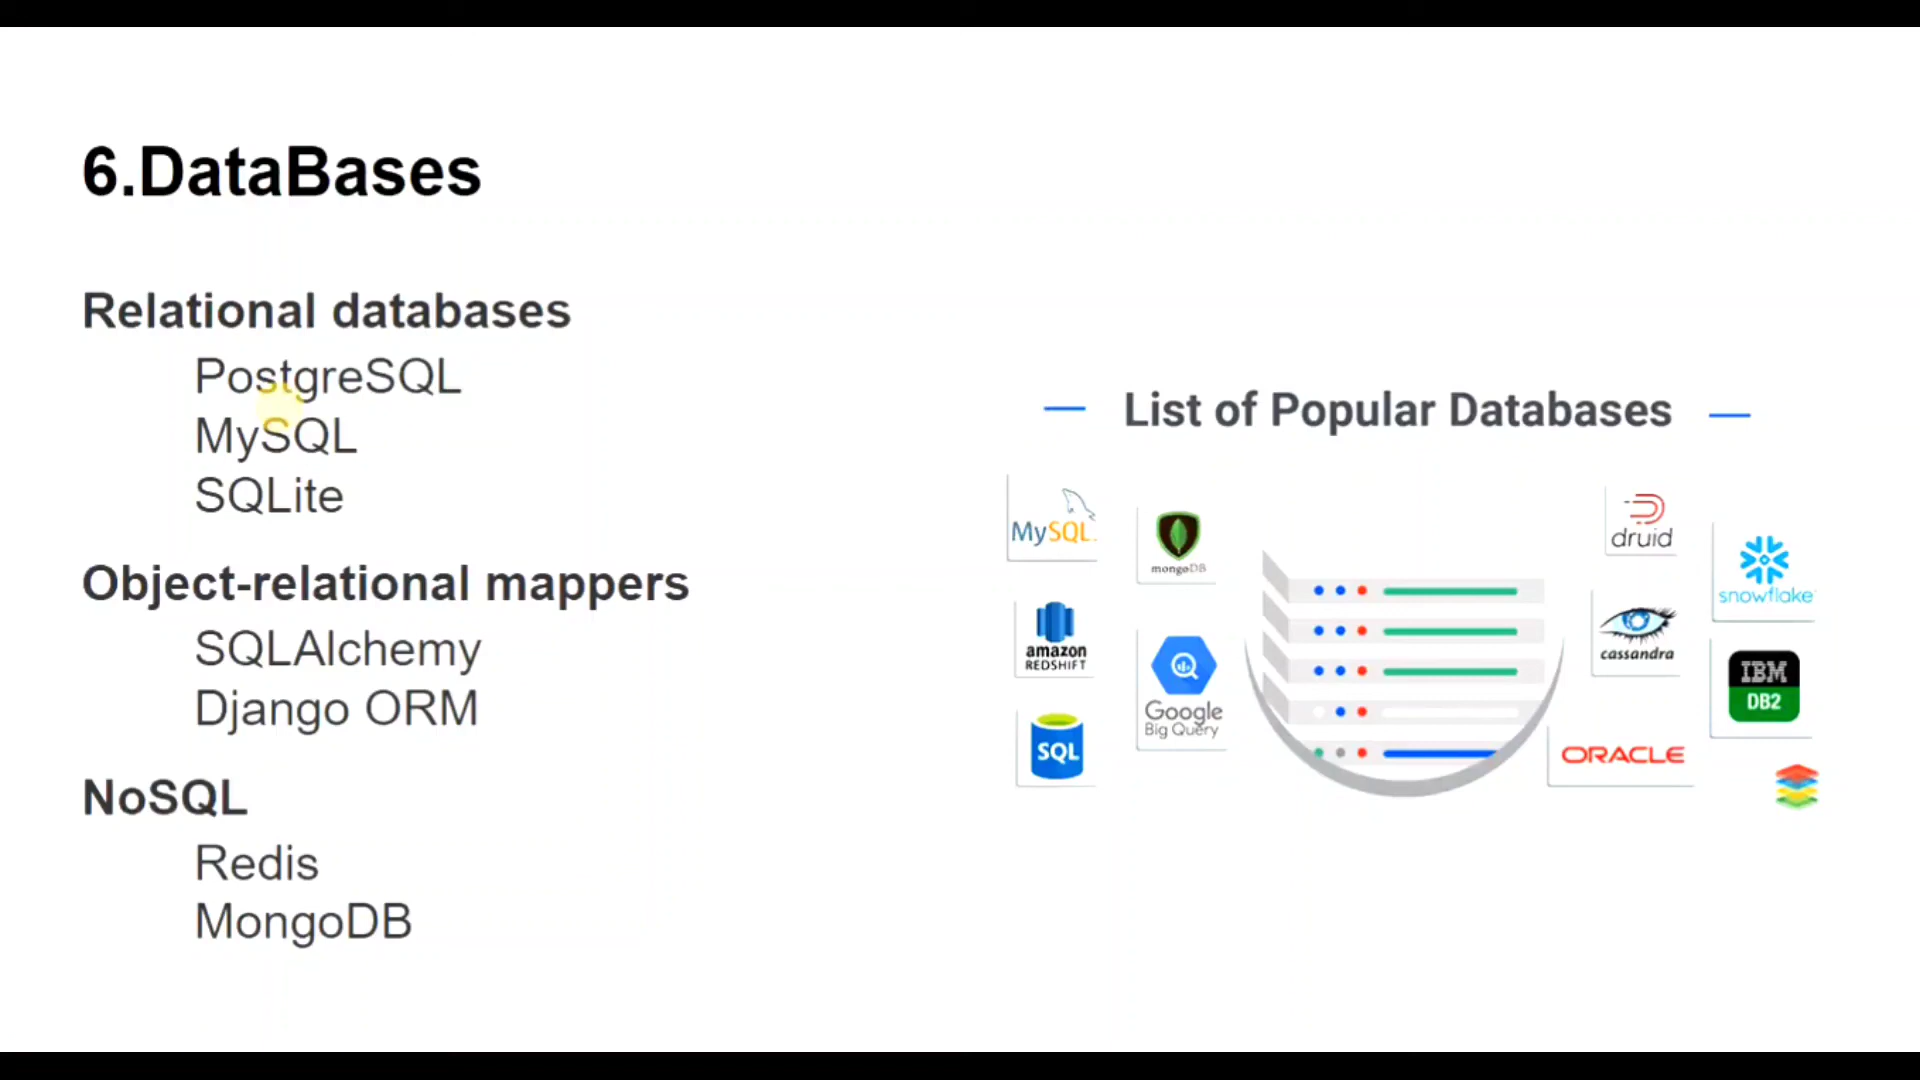 6.DataBases
Relational databases
PostgreSQL
MySQL
SQLite
Object-relational mappers
SQLAlchemy
Django ORM
NoSQL
Redis
MongoDB
List of Popular Databases
MySQL
mongoDB
amazon
REDSHIFT
Google
Big Query
SQL
druid
snowflake
cassandra
IBM
DB2
ORACLE